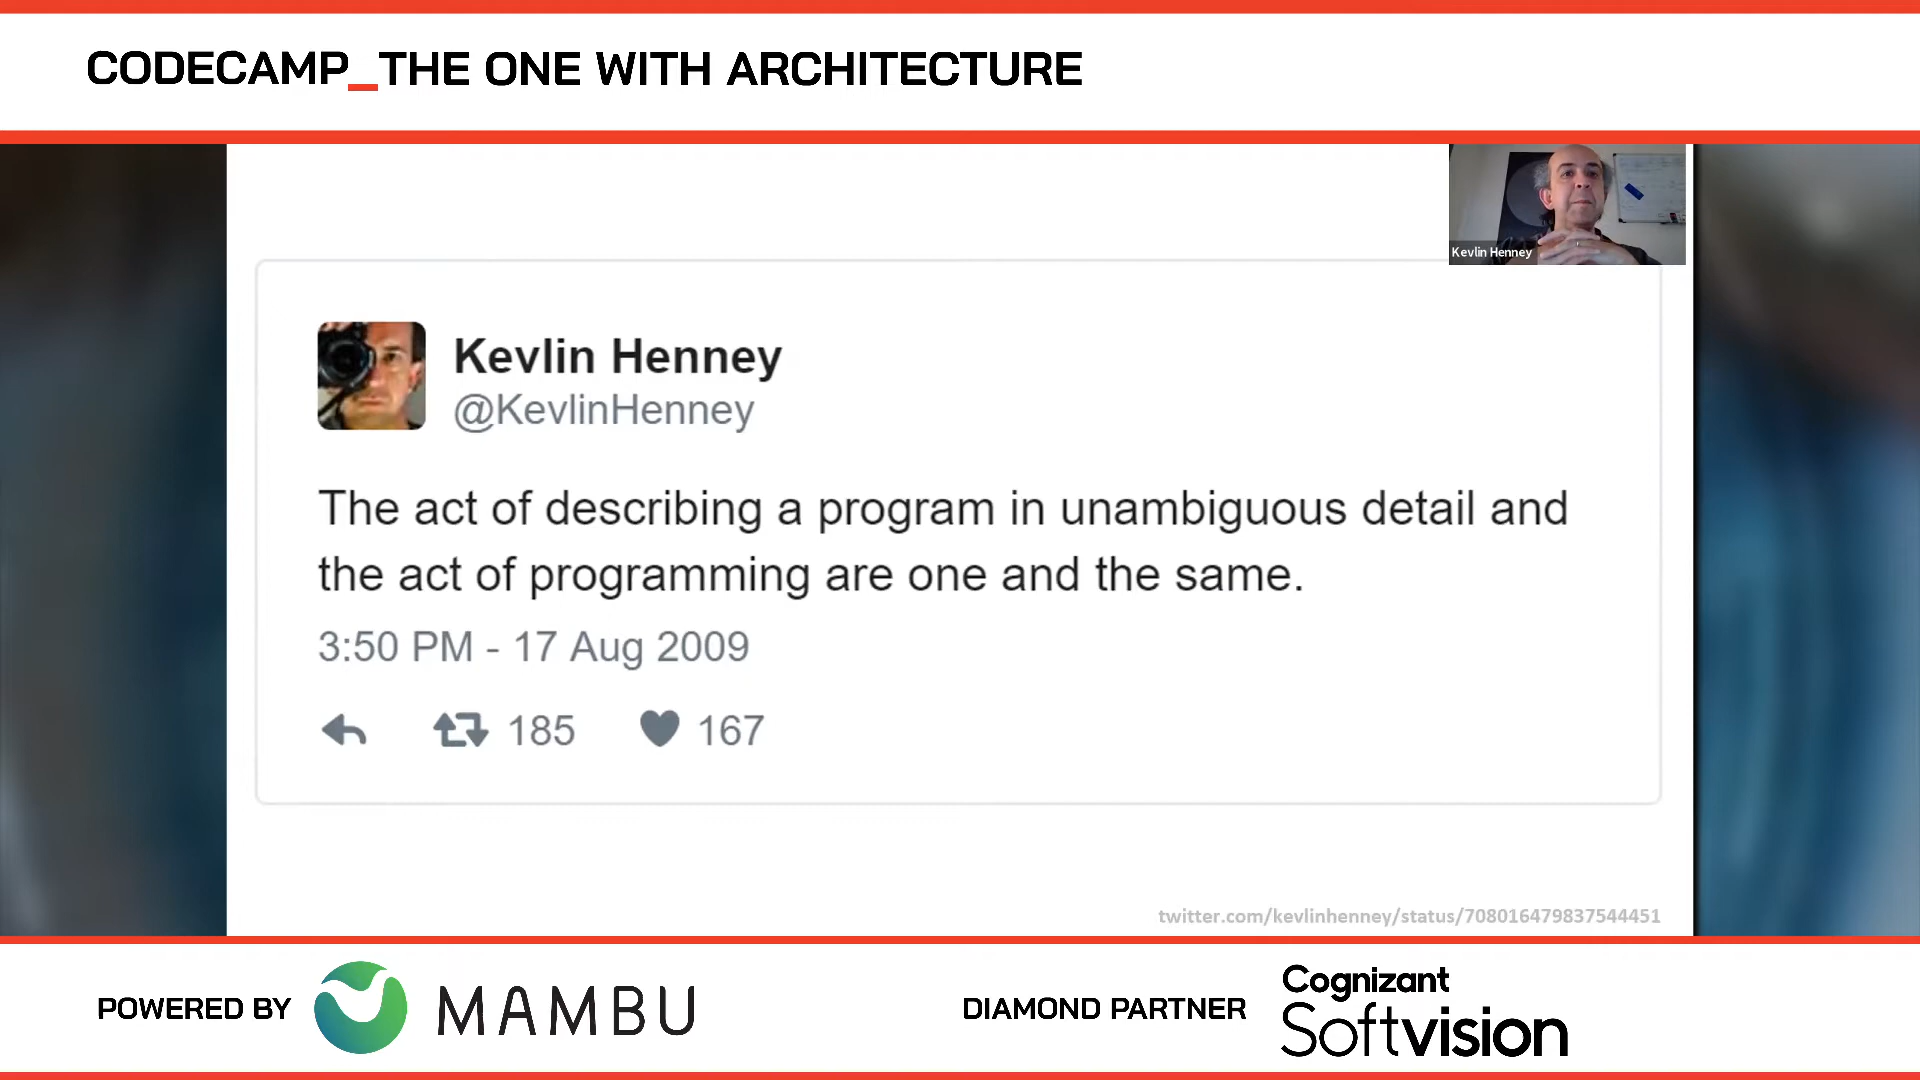 CODECAMP_THE ONE WITH ARCHITECTURE
Kevlin Henney
Kevlin Henney
@KevlinHenney
The act of describing a program in unambiguous detail and
the act of programming are one and the same.
3:50 PM - 17 Aug 2009
185 167
twitter.com/kevlinhenney/status/708016479837544451
POWERED BY MAMBU
DIAMOND PARTNER
Cognizant
Softvision